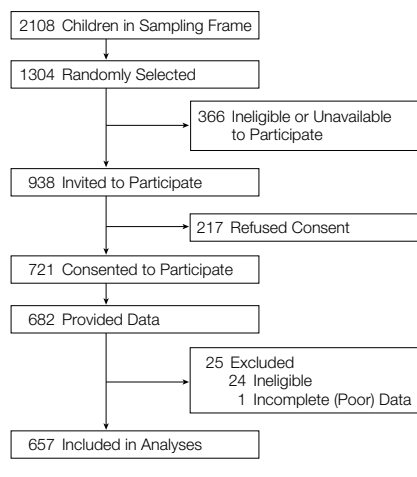 2108 Children in Sampling Frame
1304 Randomly Selected
366 Ineligible or Unavailable
to Participate
938 Invited to Participate
217 Refused Consent
721 Consented to Participate
682 Provided Data
25 Excluded
24 Ineligible
1 Incomplete (Poor) Data
657 Included in Analyses